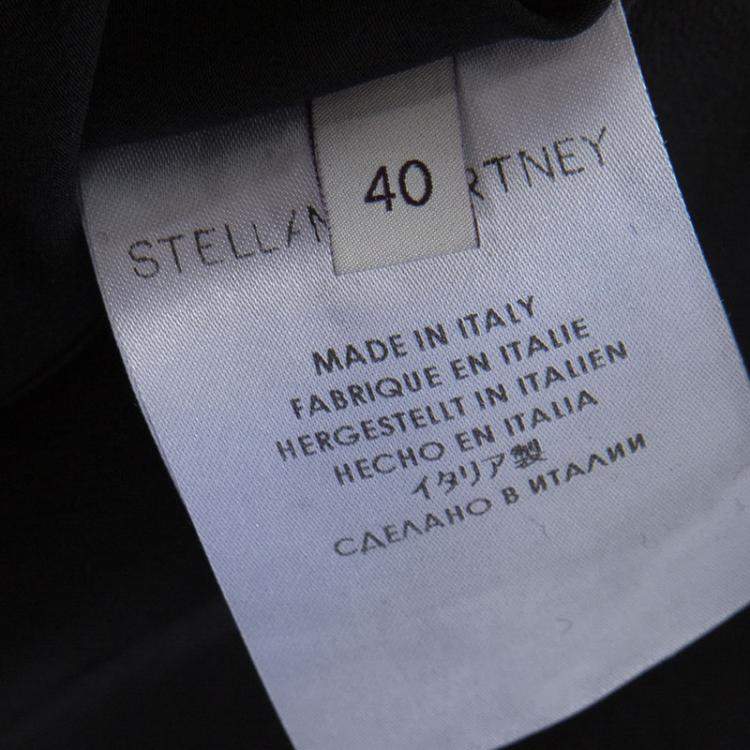 40
STELLA RTNEY
MADE IN ITALY
FABRIQUE EN ITALIE
HERGESTELLT IN ITALIEN
HECHO EN ITALIA
イタリア製
СДЕЛАНО В ИТАЛИИ